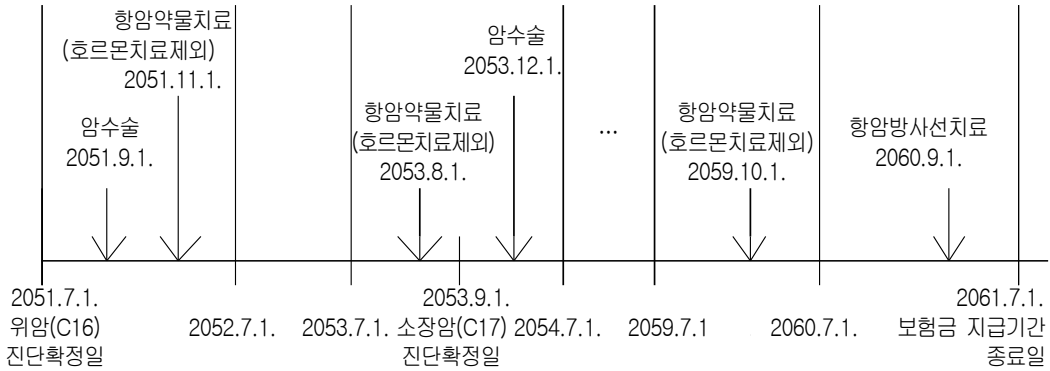 항암약물치료
(호르몬치료제외)
2051.11.1.
암수술
2051.9.1.
항암약물치료
(호르몬치료제외)
2053.8.1.
암수술
2053.12.1.
...
항암약물치료
(호르몬치료제외)
2059.10.1.
항암방사선치료
2060.9.1.
2051.7.1.
위암(C16)
진단확정일
2052.7.1.
2053.7.1.
2053.9.1.
소장암(C17)
진단확정일
2054.7.1.
2059.7.1
2060.7.1.
2061.7.1.
보험금 지급기간
종료일